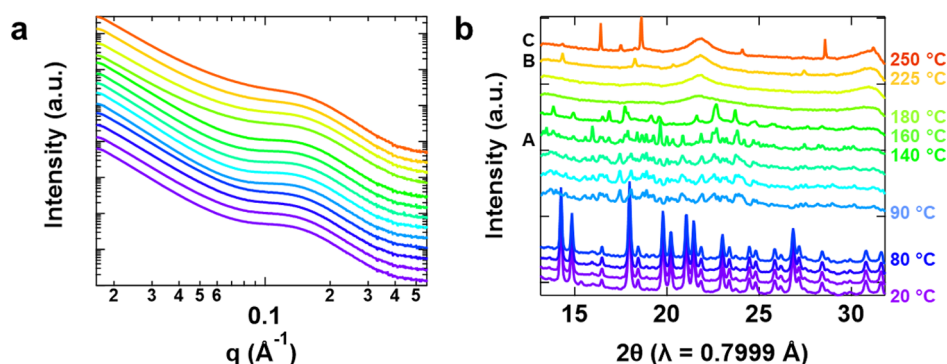 a
Intensity (a.u.)
2 3 4 5 6 2 3 4 5
0.1
q (Å⁻¹)
b
Intensity (a.u.)
C
B
A
250 °C
225 °C
180 °C
160 °C
140 °C
90 °C
80 °C
20 °C
15 20 25 30
2θ (λ = 0.7999 Å)